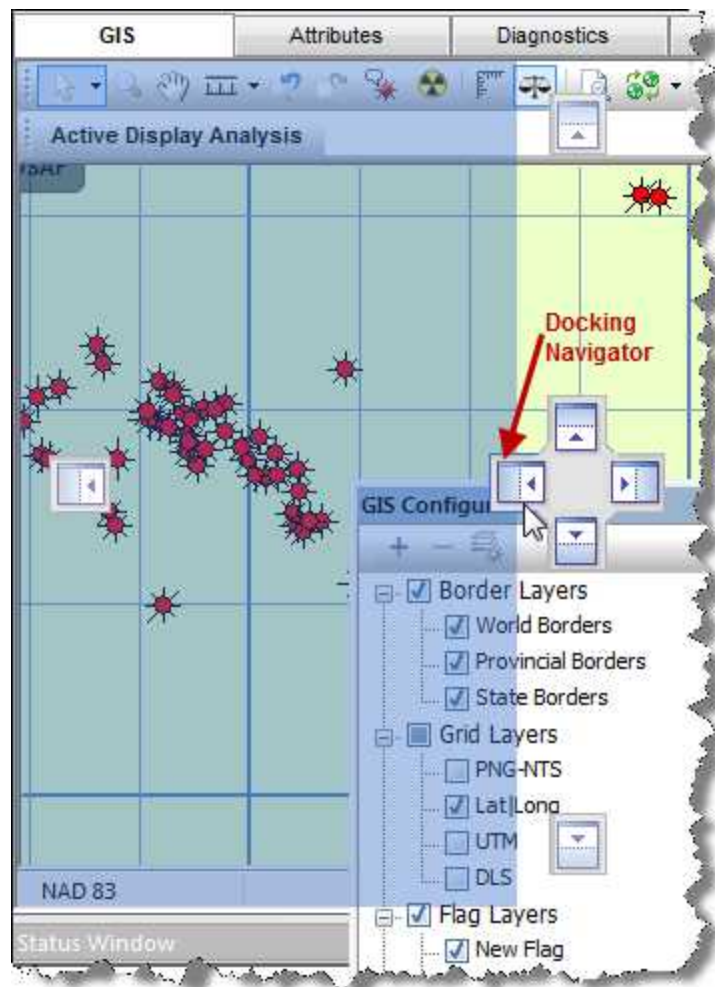 GIS
Attributes
Diagnostics
Active Display Analysis
Docking
Navigator
GIS
Border Layers
World Borders
Provincial Borders
State Borders
Grid Layers
PNG-NTS
Lat|Long
UTM
DLS
Flag Layers
New Flag
NAD 83
Status Window